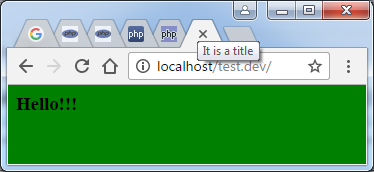 php php php php
It is a title
localhost/test.dev/
Hello!!!